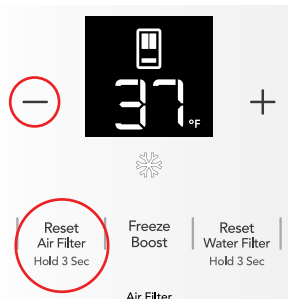 37 °F
Reset
Air Filter
Hold 3 Sec
Freeze
Boost
Reset
Water Filter
Hold 3 Sec
Air Filter